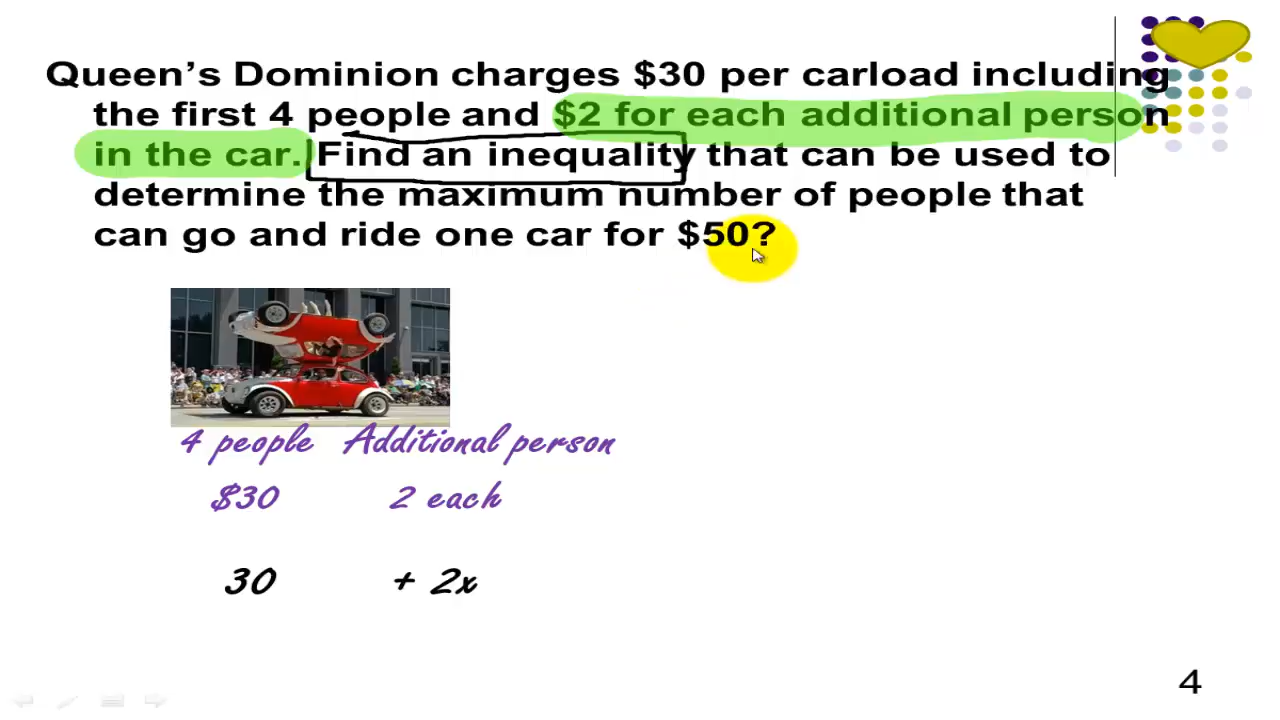 Queen’s Dominion charges $30 per carload including
the first 4 people and $2 for each additional person
in the car. Find an inequality that can be used to
determine the maximum number of people that
can go and ride one car for $50?
4 people Additional person
$30 2 each
30 + 2x
4